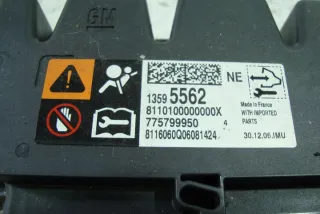 GM
NE
1359 5562
8110100000000X
775799950 4
8116060Q06081424
Made in France
WITH IMPORTED
PARTS
30.12.06 IMU